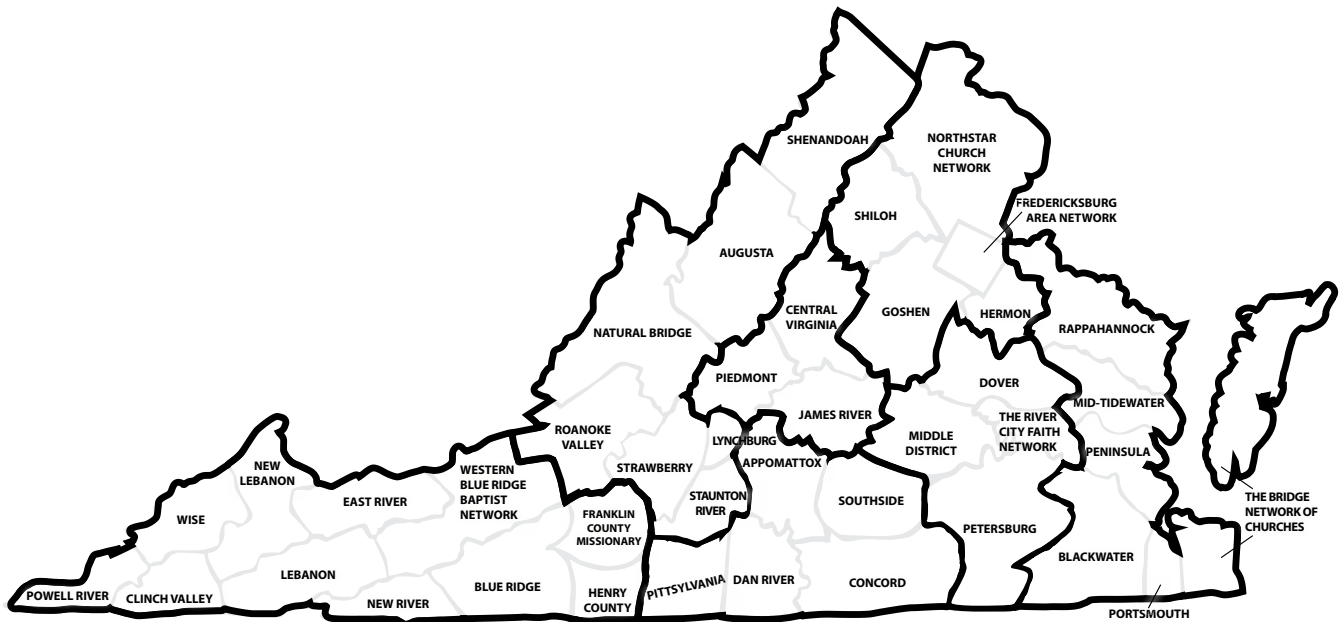 SHENANDOAH
NORTHSTAR
CHURCH
NETWORK
FREDERICKSBURG
AREA NETWORK
SHILOH
AUGUSTA
CENTRAL
VIRGINIA
GOSHEN
HERMON
RAPPAHANNOCK
NATURAL BRIDGE
PIEDMONT
DOVER
MID-TIDEWATER
JAMES RIVER
THE RIVER
CITY FAITH
NETWORK
ROANOKE
VALLEY
LYNCHBURG
MIDDLE
DISTRICT
PENINSULA
APPOMATTOX
STRAWBERRY
NEW
LEBANON
WESTERN
BLUE RIDGE
BAPTIST
NETWORK
EAST RIVER
STAUNTON
RIVER
SOUTHSIDE
THE BRIDGE
NETWORK OF
CHURCHES
WISE
FRANKLIN
COUNTY
MISSIONARY
PETERSBURG
BLACKWATER
LEBANON
BLUE RIDGE
PITTSYLVANIA
DAN RIVER
CONCORD
POWELL RIVER
CLINCH VALLEY
NEW RIVER
HENRY
COUNTY
PORTSMOUTH